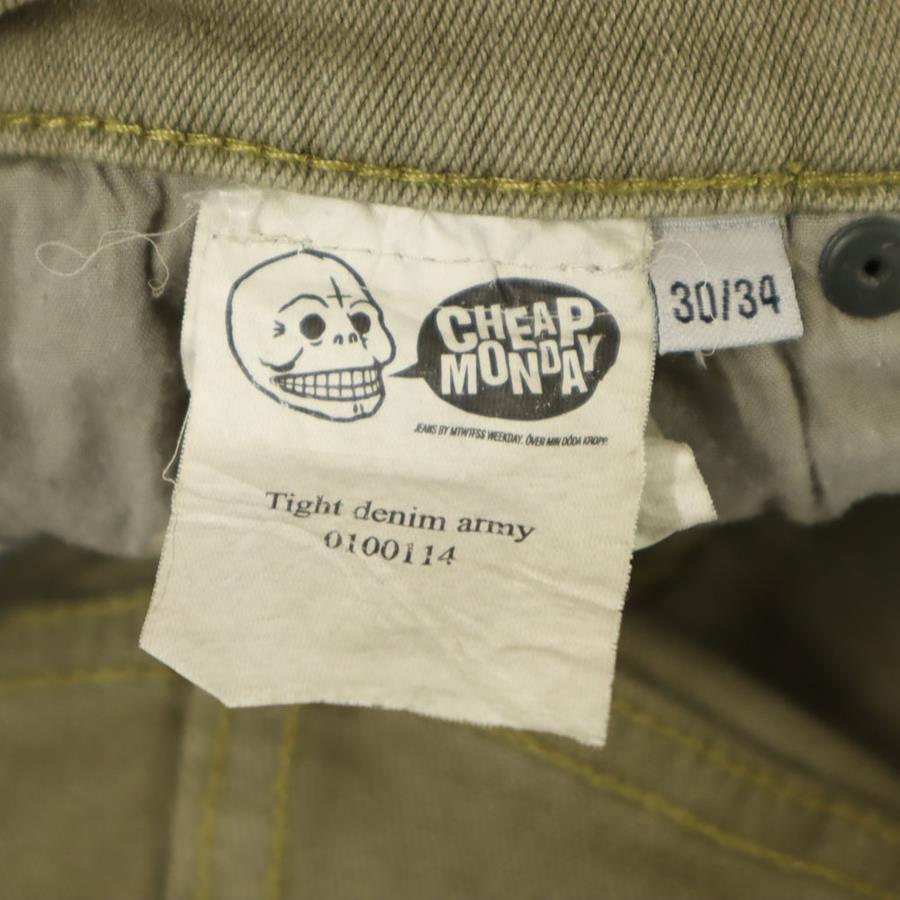 CHEAP
MONDAY
30/34
JEANS BY MTWTFSS WEEKDAY. ÖVER MIN DÖDA KROPP.
Tight denim army
0100114